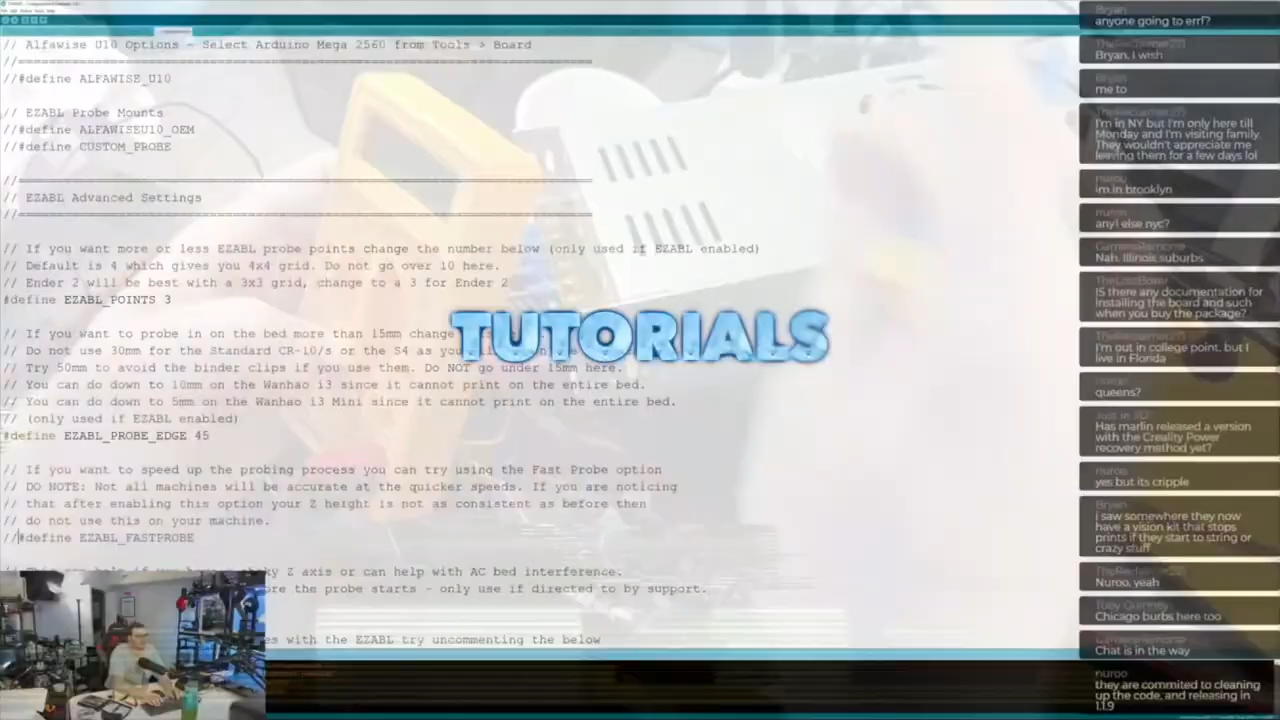 // Alfawise U10 Options - Select Arduino Mega 2560 from Tools > Board
//#define ALFAWISE_U10
// EZABL Probe Mounts
//#define ALFAWISEU10_OEM
//#define CUSTOM_PROBE
// EZABL Advanced Settings
// If you want more or less EZABL probe points change the number below (only used if EZABL enabled)
// Default is 4 which gives you 4x4 grid. Do not go over 10 here.
// Ender 2 will be best with a 3x3 grid, change to a 3 for Ender 2
#define EZABL_POINTS 3
// If you want to probe in on the bed more than 15mm change
// Do not use 30mm for the Standard CR-10/s or the S4 as you
// Try 50mm to avoid the binder clips if you use them. Do NOT go under 15mm here.
// You can do down to 10mm on the Wanhao i3 since it cannot print on the entire bed.
// You can do down to 5mm on the Wanhao i3 Mini since it cannot print on the entire bed.
// (only used if EZABL enabled)
#define EZABL_PROBE_EDGE 45
// If you want to speed up the probing process you can try using the Fast Probe option
// DO NOTE: Not all machines will be accurate at the quicker speeds. If you are noticing
// that after enabling this option your Z height is not as consistent as before then
// do not use this on your machine.
//#define EZABL_FASTPROBE
Z axis or can help with AC bed interference.
the probe starts - only use if directed to by support.
with the EZABL try uncommenting the below
TUTORIALS
Bryan
anyone going to errf?
Bryan, I wish
Bryan
me to
I'm in NY but I'm only here till
Monday and I'm visiting family.
They wouldn't appreciate me
leaving them for a few days lol
nuroo
im in brooklyn
nuroo
any1 else nyc?
Nah. Illinois suburbs
IS there any documentation for
installing the board and such
when you buy the package?
I'm out in college point, but I
live in Florida
nuroo
queens?
Just in 3D
Has marlin released a version
with the Creality Power
recovery method yet?
nuroo
yes but its cripple
Bryan
i saw somewhere they now
have a vision kit that stops
prints if they start to string or
crazy stuff
Nuroo, yeah
Chicago burbs here too
Chat is in the way
nuroo
they are commited to cleaning
up the code, and releasing in
1.1.9